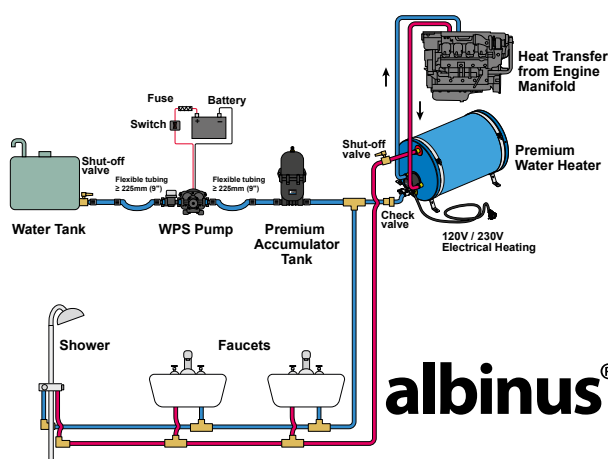 Heat Transfer
from Engine
Manifold
Fuse
Battery
Switch
Shut-off
valve
Premium
Water Heater
Shut-off
valve
Flexible tubing
≥ 225mm (9")
Flexible tubing
≥ 225mm (9")
Water Tank
WPS Pump
Premium
Accumulator
Tank
Check
valve
120V / 230V
Electrical Heating
Shower
Faucets
albinus®